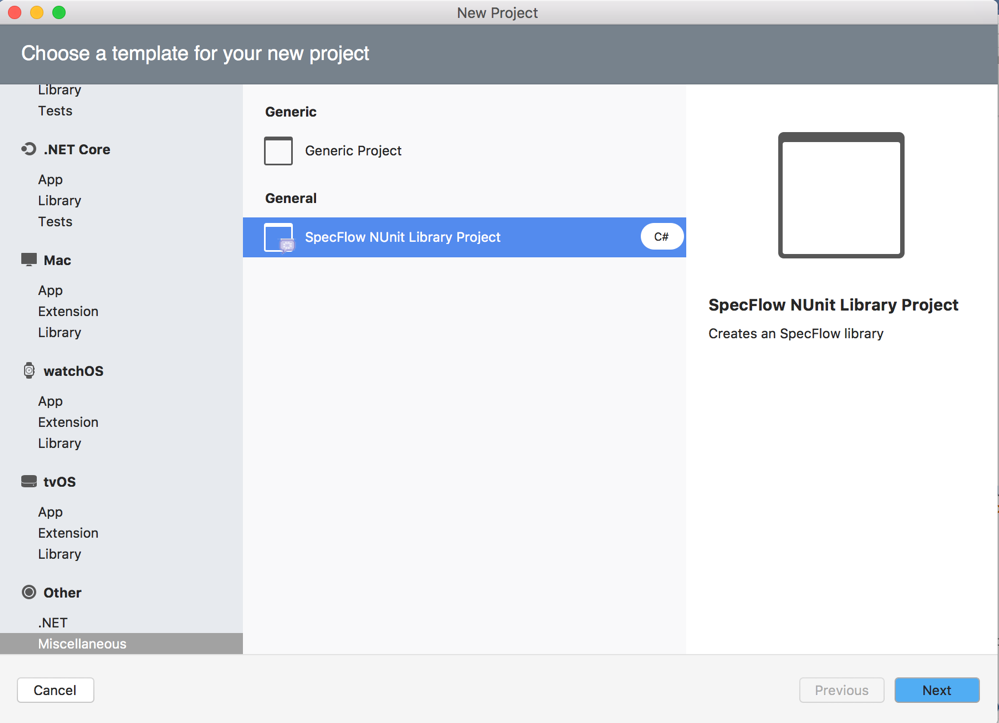 New Project
Choose a template for your new project
Library
Tests
.NET Core
App
Library
Tests
Mac
App
Extension
Library
watchOS
App
Extension
Library
tvOS
App
Extension
Library
Other
.NET
Miscellaneous
Generic
Generic Project
General
SpecFlow NUnit Library Project C#
SpecFlow NUnit Library Project
Creates an SpecFlow library
Cancel
Previous
Next